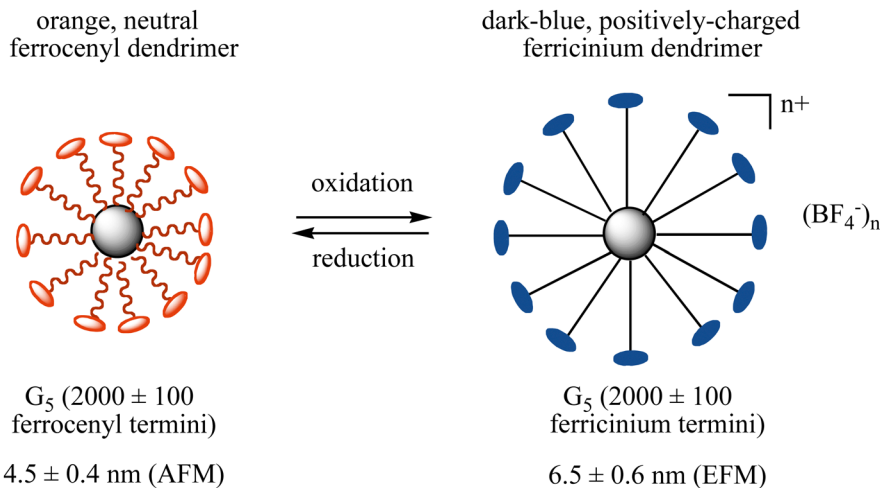 orange, neutral
ferrocenyl dendrimer
dark-blue, positively-charged
ferricinium dendrimer
n+
oxidation
reduction
(BF₄⁻)ₙ
G₅ (2000 ± 100
ferrocenyl termini)
4.5 ± 0.4 nm (AFM)
G₅ (2000 ± 100
ferricinium termini)
6.5 ± 0.6 nm (EFM)